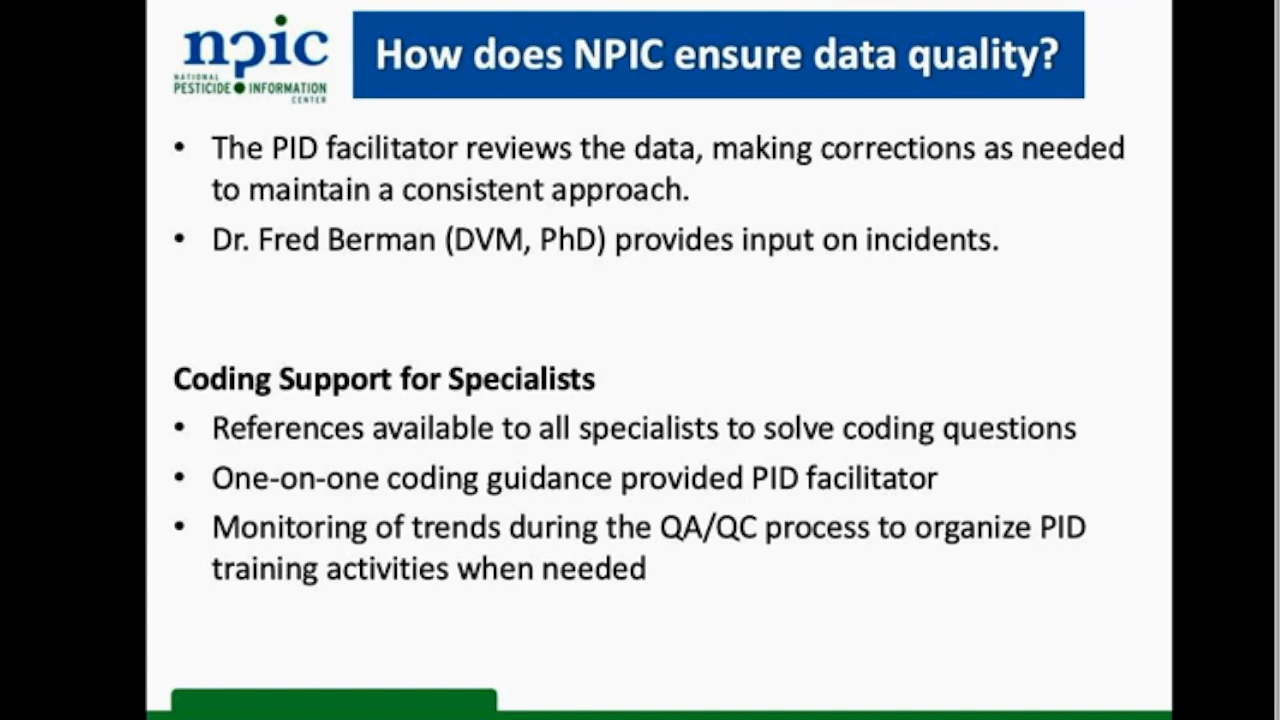 npic
NATIONAL
PESTICIDE INFORMATION
CENTER
How does NPIC ensure data quality?
• The PID facilitator reviews the data, making corrections as needed
to maintain a consistent approach.
• Dr. Fred Berman (DVM, PhD) provides input on incidents.
Coding Support for Specialists
• References available to all specialists to solve coding questions
• One-on-one coding guidance provided PID facilitator
• Monitoring of trends during the QA/QC process to organize PID
training activities when needed